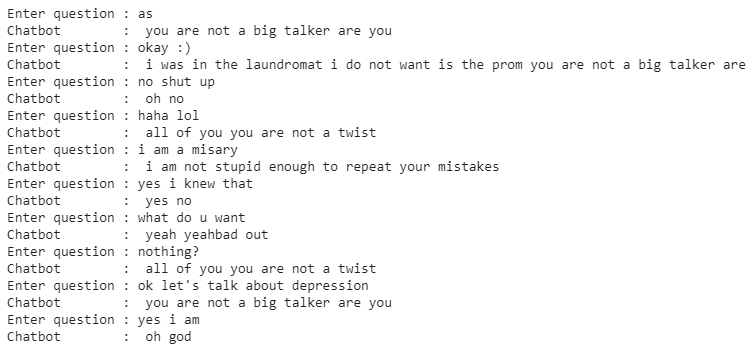 Enter question : as
Chatbot        :  you are not a big talker are you
Enter question : okay :)
Chatbot        :  i was in the laundromat i do not want is the prom you are not a big talker are
Enter question : no shut up
Chatbot        :  oh no
Enter question : haha lol
Chatbot        :  all of you you are not a twist
Enter question : i am a misary
Chatbot        :  i am not stupid enough to repeat your mistakes
Enter question : yes i knew that
Chatbot        :  yes no
Enter question : what do u want
Chatbot        :  yeah yeahbad out
Enter question : nothing?
Chatbot        :  all of you you are not a twist
Enter question : ok let's talk about depression
Chatbot        :  you are not a big talker are you
Enter question : yes i am
Chatbot        :  oh god